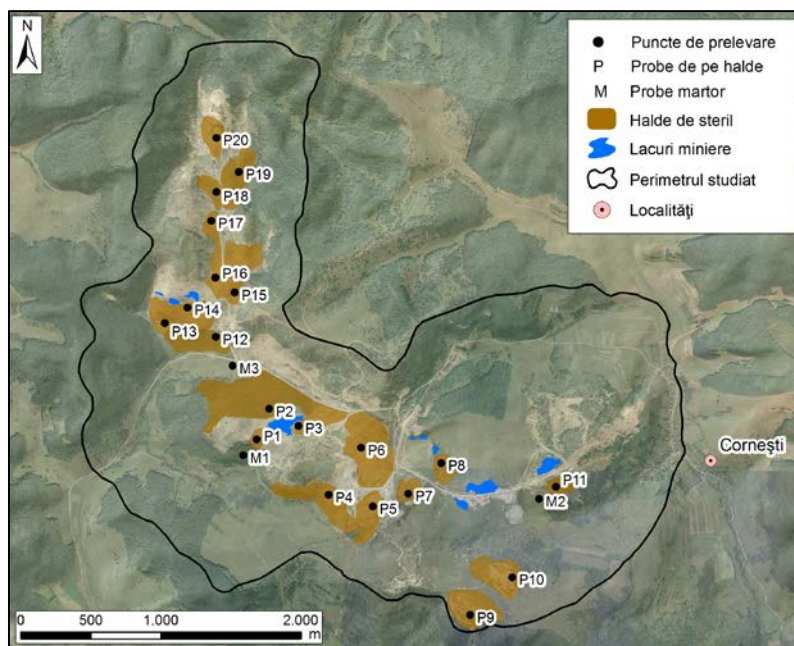 N
Puncte de prelevare
P Probe de pe halde
M Probe martor
Halde de steril
Lacuri miniere
Perimetrul studiat
Localităţi
P20
P19
P18
P17
P16
P15
P14
P13
P12
M3
P2
P3
P1
M1
P6
P8
P4
P5
P7
P11
M2
P10
P9
Corneşti
0 500 1.000 2.000
m